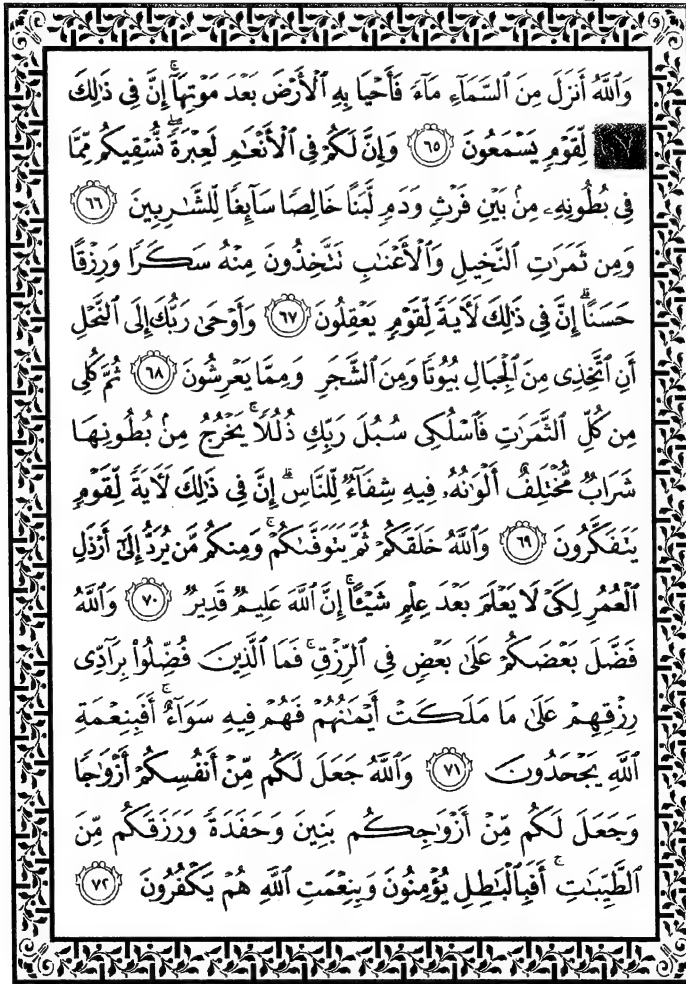 وَٱللَّهُ أَنزَلَ مِنَ ٱلسَّمَآءِ مَآءً فَأَحْيَا بِهِ ٱلْأَرْضَ بَعْدَ مَوْتِهَآ ۚ إِنَّ فِى ذَٰلِكَ
لِّقَوْمٍ يَسْمَعُونَ ٦٥ وَإِنَّ لَكُمْ فِى ٱلْأَنْعَٰمِ لَعِبْرَةً ۖ نُّسْقِيكُم مِّمَّا
فِى بُطُونِهِۦ مِنۢ بَيْنِ فَرْثٍ وَدَمٍ لَّبَنًا خَالِصًا سَآئِغًا لِّلشَّٰرِبِينَ ٦٦
وَمِن ثَمَرَٰتِ ٱلنَّخِيلِ وَٱلْأَعْنَٰبِ تَتَّخِذُونَ مِنْهُ سَكَرًا وَرِزْقًا
حَسَنًا ۗ إِنَّ فِى ذَٰلِكَ لَءَايَةً لِّقَوْمٍ يَعْقِلُونَ ٦٧ وَأَوْحَىٰ رَبُّكَ إِلَى ٱلنَّحْلِ
أَنِ ٱتَّخِذِى مِنَ ٱلْجِبَالِ بُيُوتًا وَمِنَ ٱلشَّجَرِ وَمِمَّا يَعْرِشُونَ ٦٨ ثُمَّ كُلِى
مِن كُلِّ ٱلثَّمَرَٰتِ فَٱسْلُكِى سُبُلَ رَبِّكِ ذُلُلًا ۚ يَخْرُجُ مِنۢ بُطُونِهَا
شَرَابٌ مُّخْتَلِفٌ أَلْوَٰنُهُۥ فِيهِ شِفَآءٌ لِّلنَّاسِ ۗ إِنَّ فِى ذَٰلِكَ لَءَايَةً لِّقَوْمٍ
يَتَفَكَّرُونَ ٦٩ وَٱللَّهُ خَلَقَكُمْ ثُمَّ يَتَوَفَّىٰكُمْ ۚ وَمِنكُم مَّن يُرَدُّ إِلَىٰٓ أَرْذَلِ
ٱلْعُمُرِ لِكَىْ لَا يَعْلَمَ بَعْدَ عِلْمٍ شَيْـًٔا ۚ إِنَّ ٱللَّهَ عَلِيمٌ قَدِيرٌ ٧٠ وَٱللَّهُ
فَضَّلَ بَعْضَكُمْ عَلَىٰ بَعْضٍ فِى ٱلرِّزْقِ ۚ فَمَا ٱلَّذِينَ فُضِّلُوا۟ بِرَآدِّى
رِزْقِهِمْ عَلَىٰ مَا مَلَكَتْ أَيْمَٰنُهُمْ فَهُمْ فِيهِ سَوَآءٌ ۚ أَفَبِنِعْمَةِ
ٱللَّهِ يَجْحَدُونَ ٧١ وَٱللَّهُ جَعَلَ لَكُم مِّنْ أَنفُسِكُمْ أَزْوَٰجًا
وَجَعَلَ لَكُم مِّنْ أَزْوَٰجِكُم بَنِينَ وَحَفَدَةً وَرَزَقَكُم مِّنَ
ٱلطَّيِّبَٰتِ ۚ أَفَبِٱلْبَٰطِلِ يُؤْمِنُونَ وَبِنِعْمَتِ ٱللَّهِ هُمْ يَكْفُرُونَ ٧٢